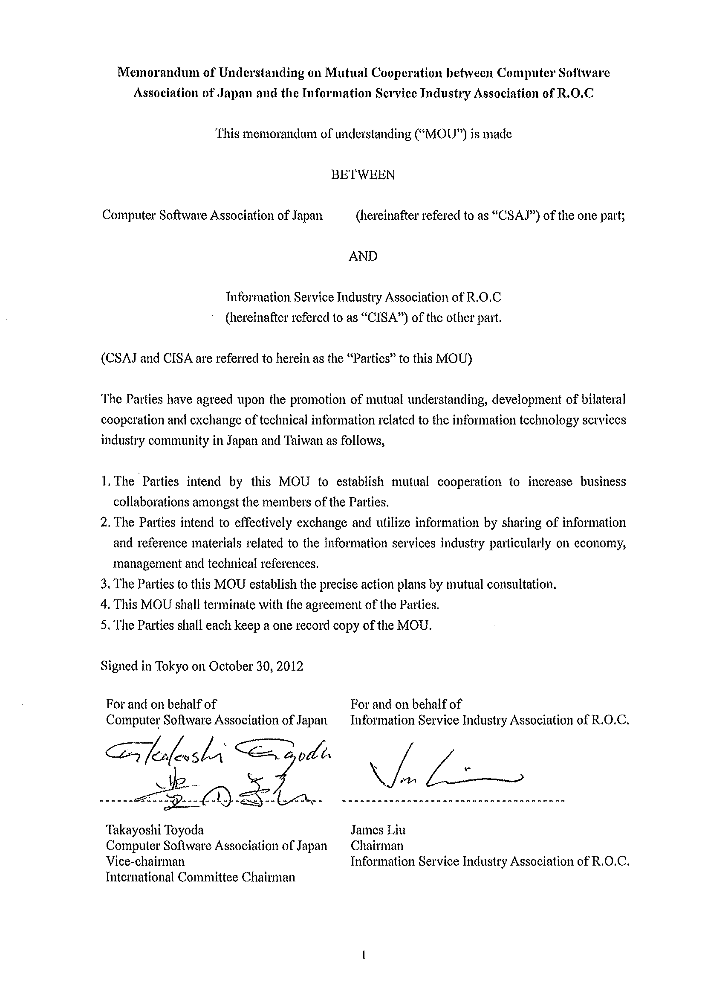 Memorandum of Understanding on Mutual Cooperation between Computer Software
Association of Japan and the Information Service Industry Association of R.O.C
This memorandum of understanding (“MOU”) is made
BETWEEN
Computer Software Association of Japan (hereinafter refered to as “CSAJ”) of the one part;
AND
Information Service Industry Association of R.O.C
(hereinafter refered to as “CISA”) of the other part.
(CSAJ and CISA are referred to herein as the “Parties” to this MOU)
The Parties have agreed upon the promotion of mutual understanding, development of bilateral
cooperation and exchange of technical information related to the information technology services
industry community in Japan and Taiwan as follows,
1. The Parties intend by this MOU to establish mutual cooperation to increase business
collaborations amongst the members of the Parties.
2. The Parties intend to effectively exchange and utilize information by sharing of information
and reference materials related to the information services industry particularly on economy,
management and technical references.
3. The Parties to this MOU establish the precise action plans by mutual consultation.
4. This MOU shall terminate with the agreement of the Parties.
5. The Parties shall each keep a one record copy of the MOU.
Signed in Tokyo on October 30, 2012
For and on behalf of
Computer Software Association of Japan
For and on behalf of
Information Service Industry Association of R.O.C.
Takayoshi Toyoda
Computer Software Association of Japan
Vice-chairman
International Committee Chairman
James Liu
Chairman
Information Service Industry Association of R.O.C.
1